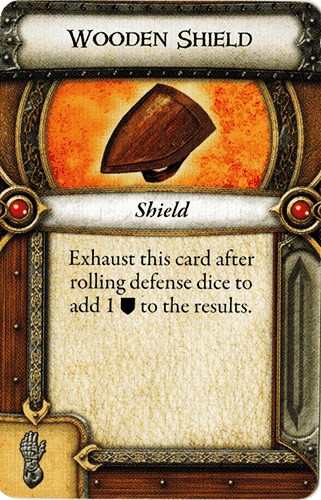 WOODEN SHIELD
Shield
Exhaust this card after
rolling defense dice to
add 1 to the results.